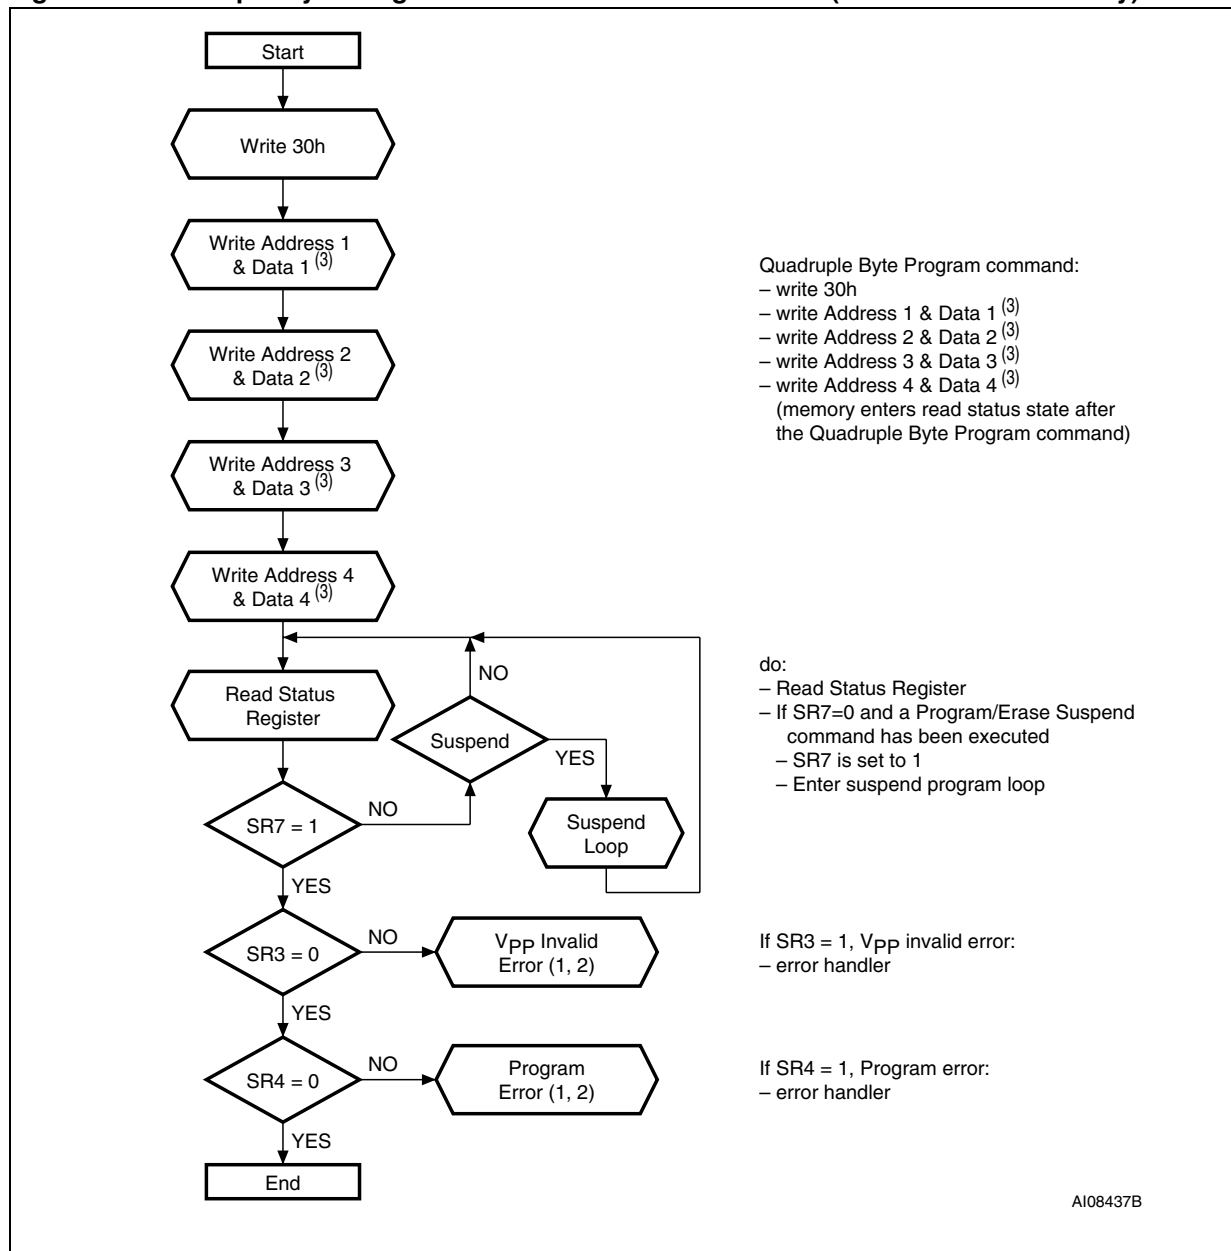 Start
Write 30h
Write Address 1
& Data 1 (3)
Write Address 2
& Data 2 (3)
Write Address 3
& Data 3 (3)
Write Address 4
& Data 4 (3)
Read Status
Register
NO
Suspend
YES
SR7 = 1
NO
Suspend
Loop
YES
SR3 = 0
NO
VPP Invalid
Error (1, 2)
YES
SR4 = 0
NO
Program
Error (1, 2)
YES
End
Quadruple Byte Program command:
– write 30h
– write Address 1 & Data 1 (3)
– write Address 2 & Data 2 (3)
– write Address 3 & Data 3 (3)
– write Address 4 & Data 4 (3)
(memory enters read status state after
the Quadruple Byte Program command)
do:
– Read Status Register
– If SR7=0 and a Program/Erase Suspend
command has been executed
– SR7 is set to 1
– Enter suspend program loop
If SR3 = 1, VPP invalid error:
– error handler
If SR4 = 1, Program error:
– error handler
AI08437B